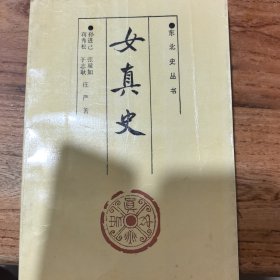 ●东北史丛书
女真史
●孙进己 张璇如
蒋秀松 干志耿
庄严 著